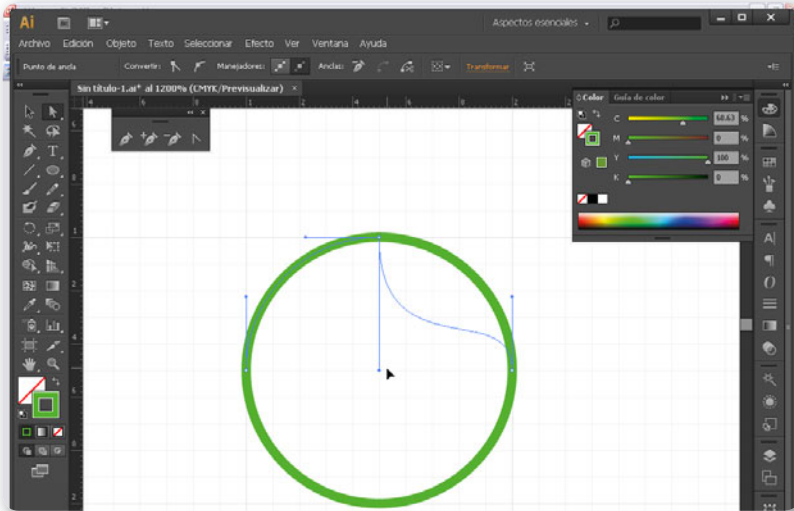 Ai
Aspectos esenciales
Archivo Edición Objeto Texto Seleccionar Efecto Ver Ventana Ayuda
Punto de ancla Convertir: Manejadores: Anclas: Transformar
Sin título-1.ai* al 1200% (CMYK/Previsualizar) ×
Color Guía de color
C 60.63 %
M 0 %
Y 100 %
K 0 %